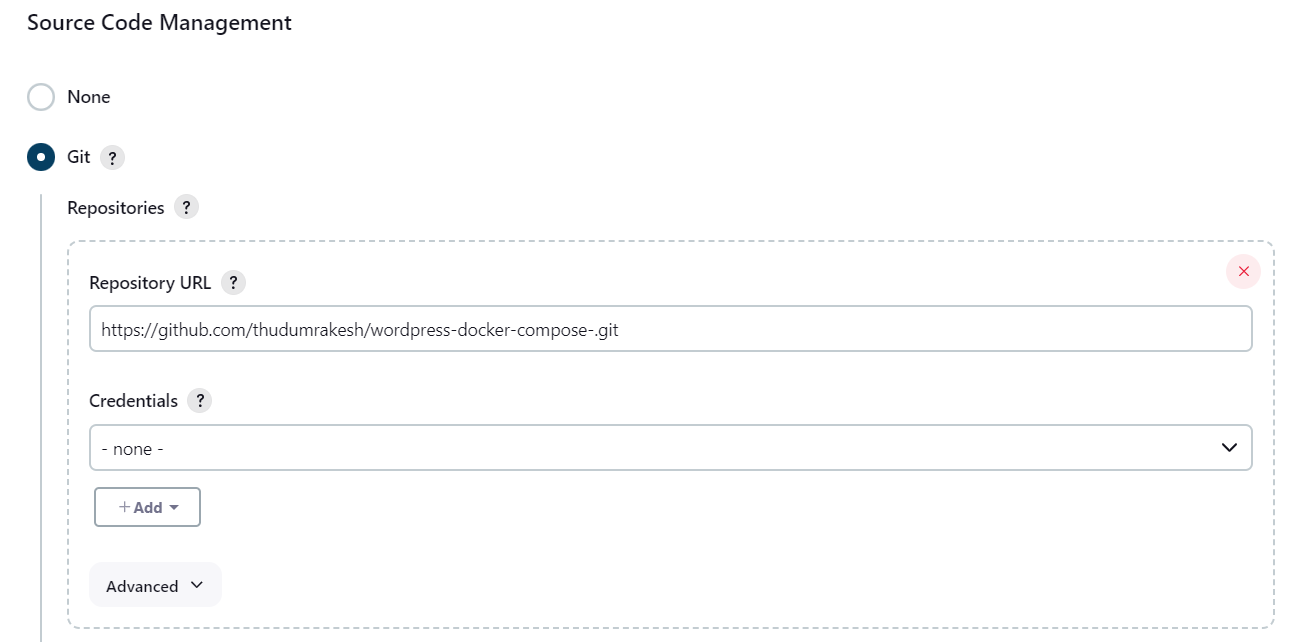 Source Code Management
None
Git ?
Repositories ?
Repository URL ?
https://github.com/thudumrakesh/wordpress-docker-compose-.git
Credentials ?
- none -
+ Add
Advanced